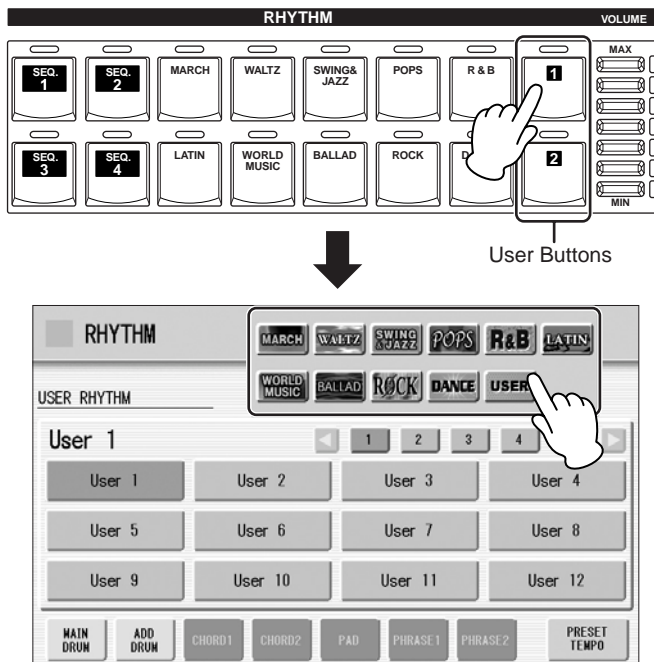 RHYTHM
VOLUME
SEQ. 1
SEQ. 2
MARCH
WALTZ
SWING& JAZZ
POPS
R & B
1
MAX
SEQ. 3
SEQ. 4
LATIN
WORLD MUSIC
BALLAD
ROCK
2
MIN
User Buttons
RHYTHM
MARCH
WALTZ
SWING &JAZZ
POPS
R&B
LATIN
WORLD MUSIC
BALLAD
ROCK
DANCE
USER
USER RHYTHM
User 1
1
2
3
4
User 1
User 2
User 3
User 4
User 5
User 6
User 7
User 8
User 9
User 10
User 11
User 12
MAIN DRUM
ADD DRUM
CHORD1
CHORD2
PAD
PHRASE1
PHRASE2
PRESET TEMPO